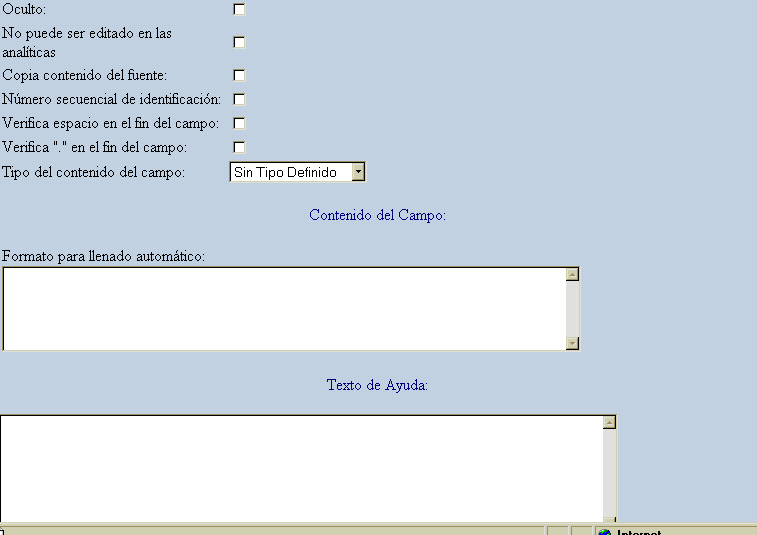 Oculto:
No puede ser editado en las
analíticas
Copia contenido del fuente:
Número secuencial de identificación:
Verifica espacio en el fin del campo:
Verifica "." en el fin del campo:
Tipo del contenido del campo: Sin Tipo Definido
Contenido del Campo:
Formato para llenado automático:
Texto de Ayuda:
Internet